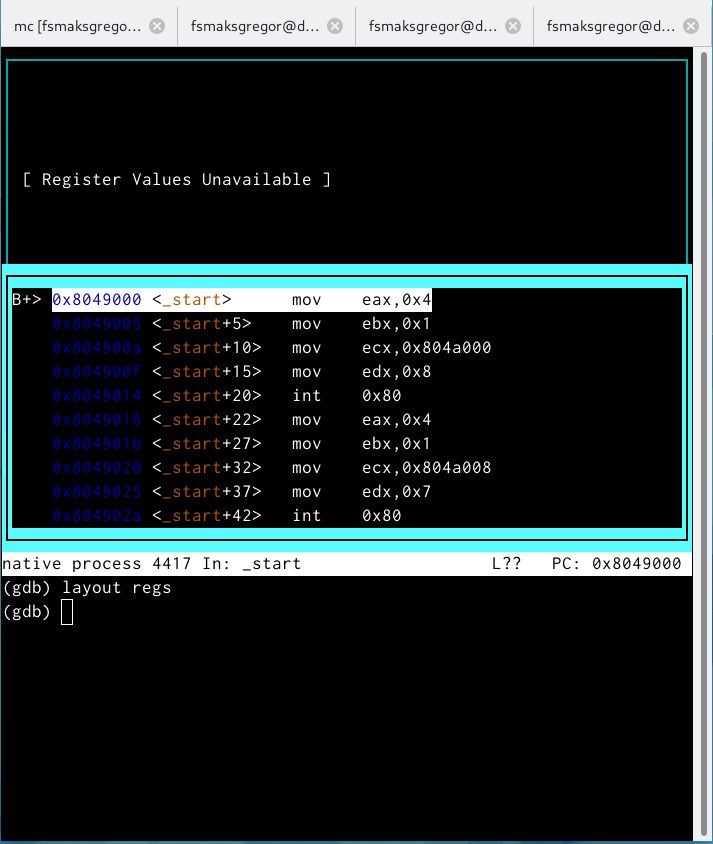 mc [fsmaksgrego... fsmaksgregor@d... fsmaksgregor@d... fsmaksgregor@d...
[ Register Values Unavailable ]
B+> 0x8049000 <_start> mov eax,0x4
0x8049005 <_start+5> mov ebx,0x1
0x804900a <_start+10> mov ecx,0x804a000
0x804900f <_start+15> mov edx,0x8
0x8049014 <_start+20> int 0x80
0x8049016 <_start+22> mov eax,0x4
0x804901b <_start+27> mov ebx,0x1
0x8049020 <_start+32> mov ecx,0x804a008
0x8049025 <_start+37> mov edx,0x7
0x804902a <_start+42> int 0x80
native process 4417 In: _start L?? PC: 0x8049000
(gdb) layout regs
(gdb)